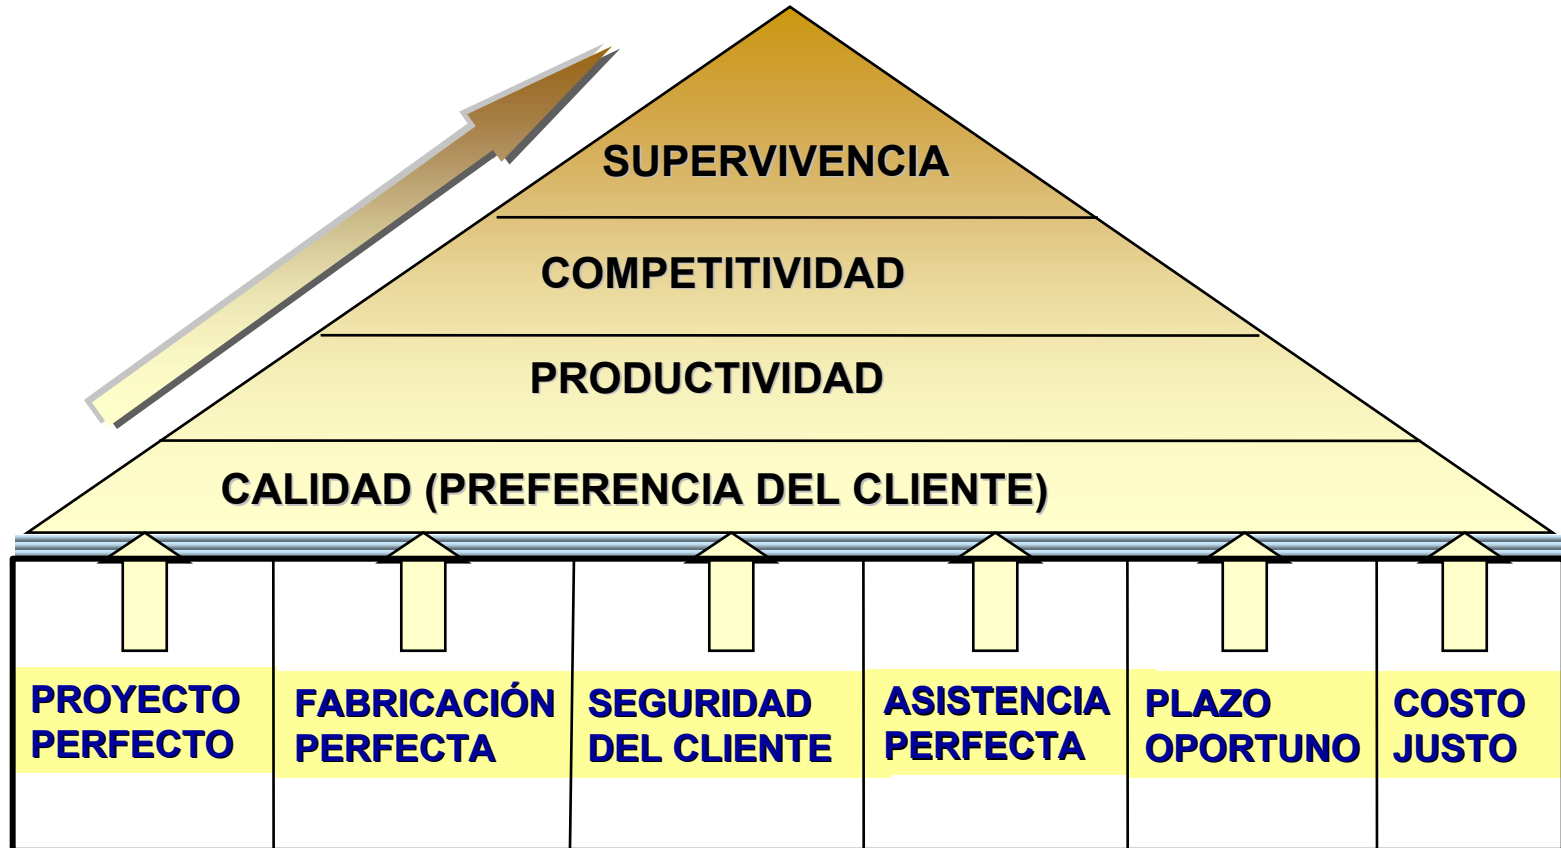 SUPERVIVENCIA
COMPETITIVIDAD
PRODUCTIVIDAD
CALIDAD (PREFERENCIA DEL CLIENTE)
PROYECTO
PERFECTO
FABRICACIÓN
PERFECTA
SEGURIDAD
DEL CLIENTE
ASISTENCIA
PERFECTA
PLAZO
OPORTUNO
COSTO
JUSTO